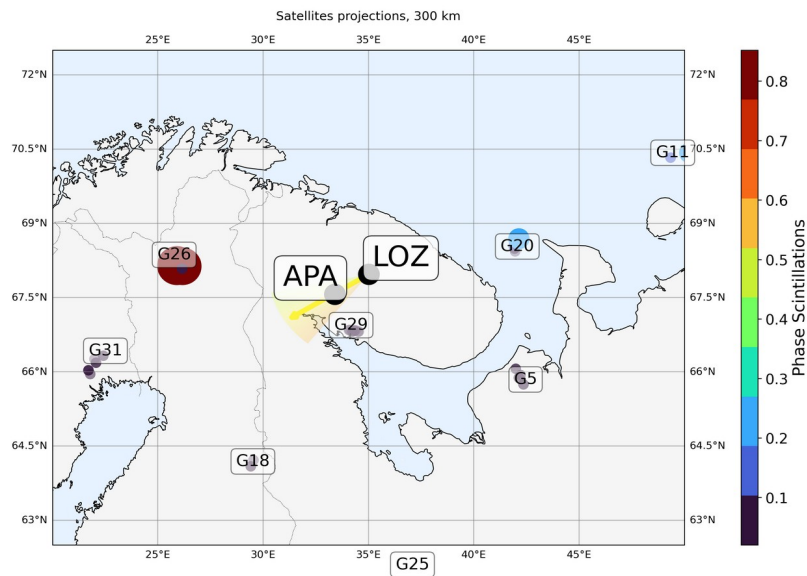 Satellites projections, 300 km
25°E 30°E 35°E 40°E 45°E
72°N 72°N
70.5°N G11 70.5°N
69°N 69°N
G20
G26 LOZ
APA
67.5°N 67.5°N
G29
G31
66°N 66°N
G5
64.5°N 64.5°N
G18
63°N 63°N
25°E 30°E 35°E 40°E 45°E
G25
0.8
0.7
0.6
0.5
0.4
0.3
0.2
0.1
Phase Scintillations